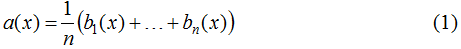 a(x) = 1/n (b₁(x) + … + bₙ(x)) (1)